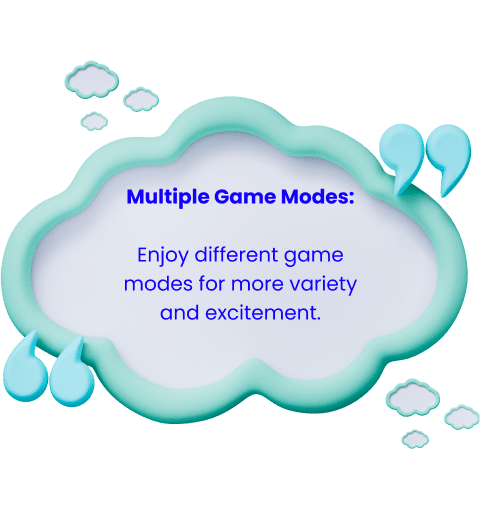 Multiple Game Modes:
Enjoy different game
modes for more variety
and excitement.